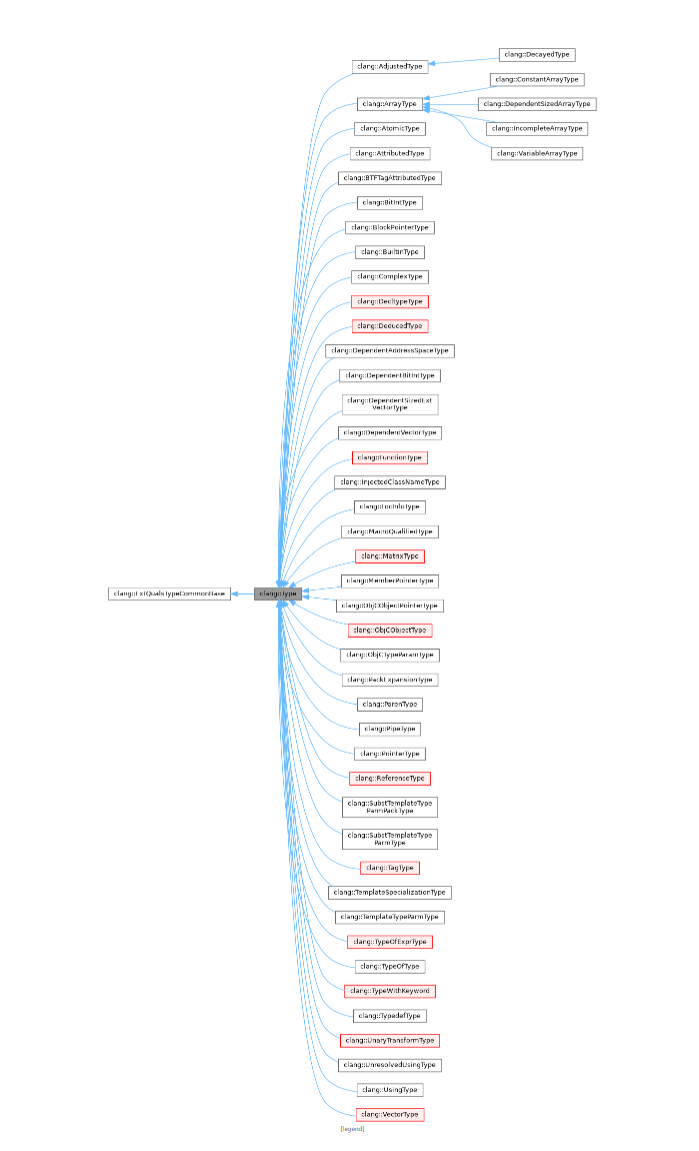 clang::DecayedType
clang::AdjustedType
clang::ConstantArrayType
clang::ArrayType
clang::DependentSizedArrayType
clang::AtomicType
clang::IncompleteArrayType
clang::AttributedType
clang::VariableArrayType
clang::BTFTagAttributedType
clang::BitIntType
clang::BlockPointerType
clang::BuiltinType
clang::ComplexType
clang::DecltypeType
clang::DeducedType
clang::DependentAddressSpaceType
clang::DependentBitIntType
clang::DependentSizedExt
VectorType
clang::DependentVectorType
clang::FunctionType
clang::InjectedClassNameType
clang::LocInfoType
clang::MacroQualifiedType
clang::MatrixType
clang::MemberPointerType
clang::ExtQualsTypeCommonBase
clang::Type
clang::ObjCObjectPointerType
clang::ObjCObjectType
clang::ObjCTypeParamType
clang::PackExpansionType
clang::ParenType
clang::PipeType
clang::PointerType
clang::ReferenceType
clang::SubstTemplateType
ParmPackType
clang::SubstTemplateType
ParmType
clang::TagType
clang::TemplateSpecializationType
clang::TemplateTypeParmType
clang::TypeOfExprType
clang::TypeOfType
clang::TypeWithKeyword
clang::TypedefType
clang::UnaryTransformType
clang::UnresolvedUsingType
clang::UsingType
clang::VectorType
[legend]